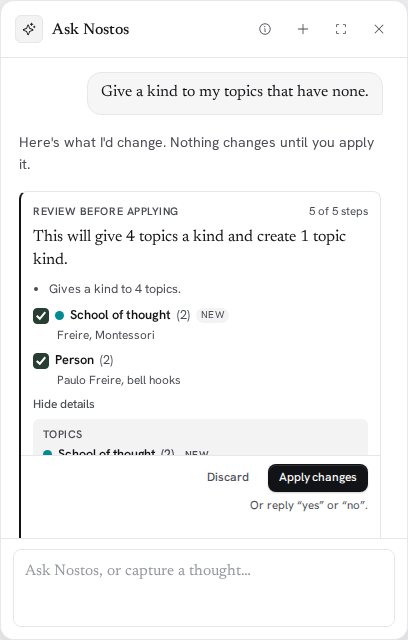 Ask Nostos
Give a kind to my topics that have none.
Here's what I'd change. Nothing changes until you apply
it.
REVIEW BEFORE APPLYING 5 of 5 steps
This will give 4 topics a kind and create 1 topic
kind.
• Gives a kind to 4 topics.
School of thought (2) NEW
Freire, Montessori
Person (2)
Paulo Freire, bell hooks
Hide details
TOPICS
School of thought (2) NEW
Discard Apply changes
Or reply “yes” or “no”.
Ask Nostos, or capture a thought…